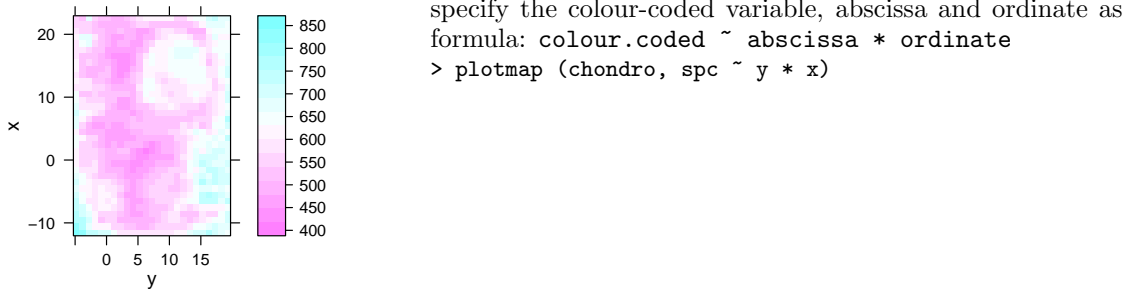 specify the colour-coded variable, abscissa and ordinate as
formula: colour.coded ~ abscissa * ordinate
> plotmap (chondro, spc ~ y * x)
20
10
0
−10
x
0 5 10 15
y
850
800
750
700
650
600
550
500
450
400